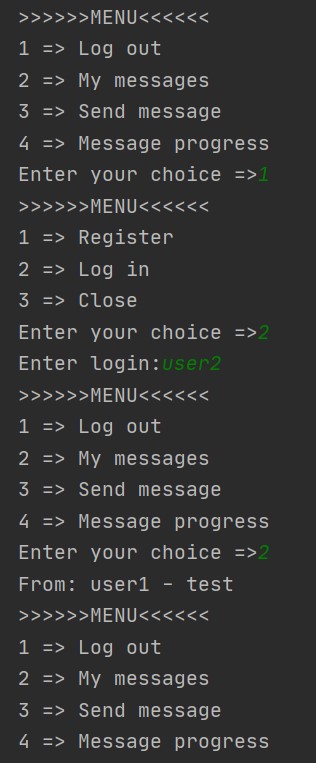 >>>>>>MENU<<<<<<
1 => Log out
2 => My messages
3 => Send message
4 => Message progress
Enter your choice =>1
>>>>>>MENU<<<<<<
1 => Register
2 => Log in
3 => Close
Enter your choice =>2
Enter login:user2
>>>>>>MENU<<<<<<
1 => Log out
2 => My messages
3 => Send message
4 => Message progress
Enter your choice =>2
From: user1 - test
>>>>>>MENU<<<<<<
1 => Log out
2 => My messages
3 => Send message
4 => Message progress